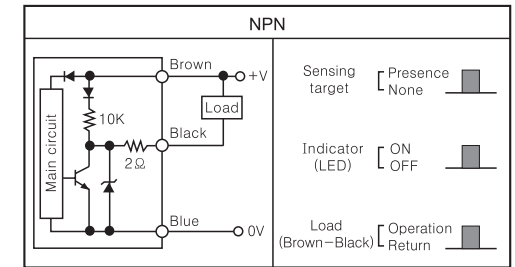 NPN
Brown
+V
Load
10K
Black
2Ω
Main circuit
Blue
0V
Sensing
target
Presence
None
Indicator
(LED)
ON
OFF
Load
(Brown-Black)
Operation
Return